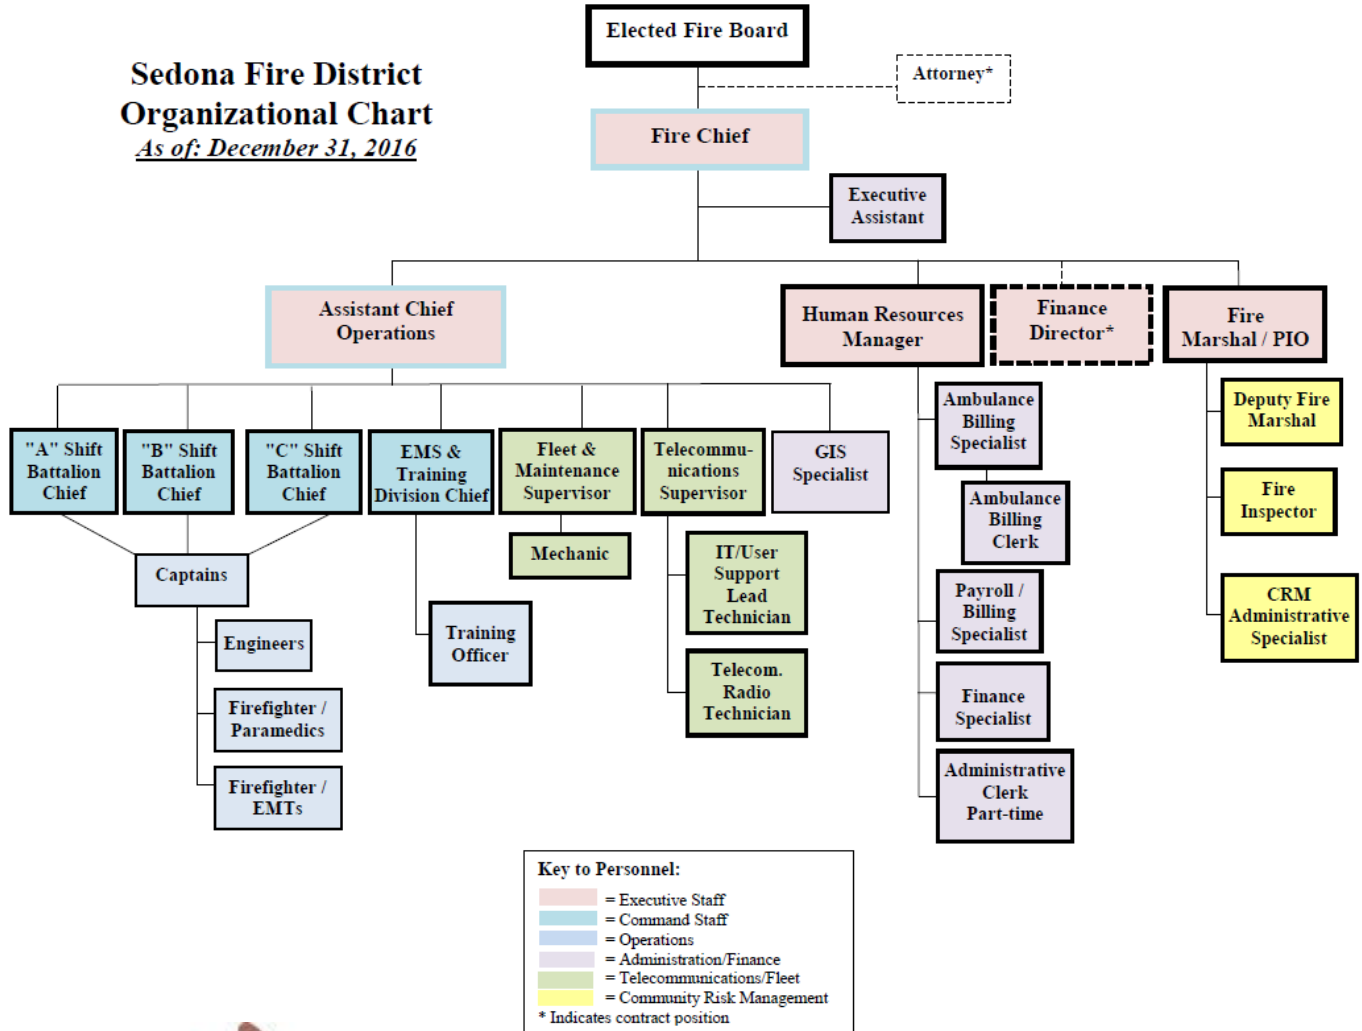 Elected Fire Board
Sedona Fire District
Organizational Chart
As of: December 31, 2016
Attorney*
Fire Chief
Executive
Assistant
Assistant Chief
Operations
Human Resources
Manager
Finance
Director*
Fire
Marshal / PIO
"A" Shift
Battalion
Chief
"B" Shift
Battalion
Chief
"C" Shift
Battalion
Chief
EMS &
Training
Division Chief
Fleet &
Maintenance
Supervisor
Telecommu-
nications
Supervisor
GIS
Specialist
Ambulance
Billing
Specialist
Deputy Fire
Marshal
Ambulance
Billing
Clerk
Fire
Inspector
Captains
Mechanic
IT/User
Support
Lead
Technician
Payroll /
Billing
Specialist
CRM
Administrative
Specialist
Engineers
Training
Officer
Telecom.
Radio
Technician
Finance
Specialist
Firefighter /
Paramedics
Firefighter /
EMTs
Administrative
Clerk
Part-time
Key to Personnel:
= Executive Staff
= Command Staff
= Operations
= Administration/Finance
= Telecommunications/Fleet
= Community Risk Management
* Indicates contract position